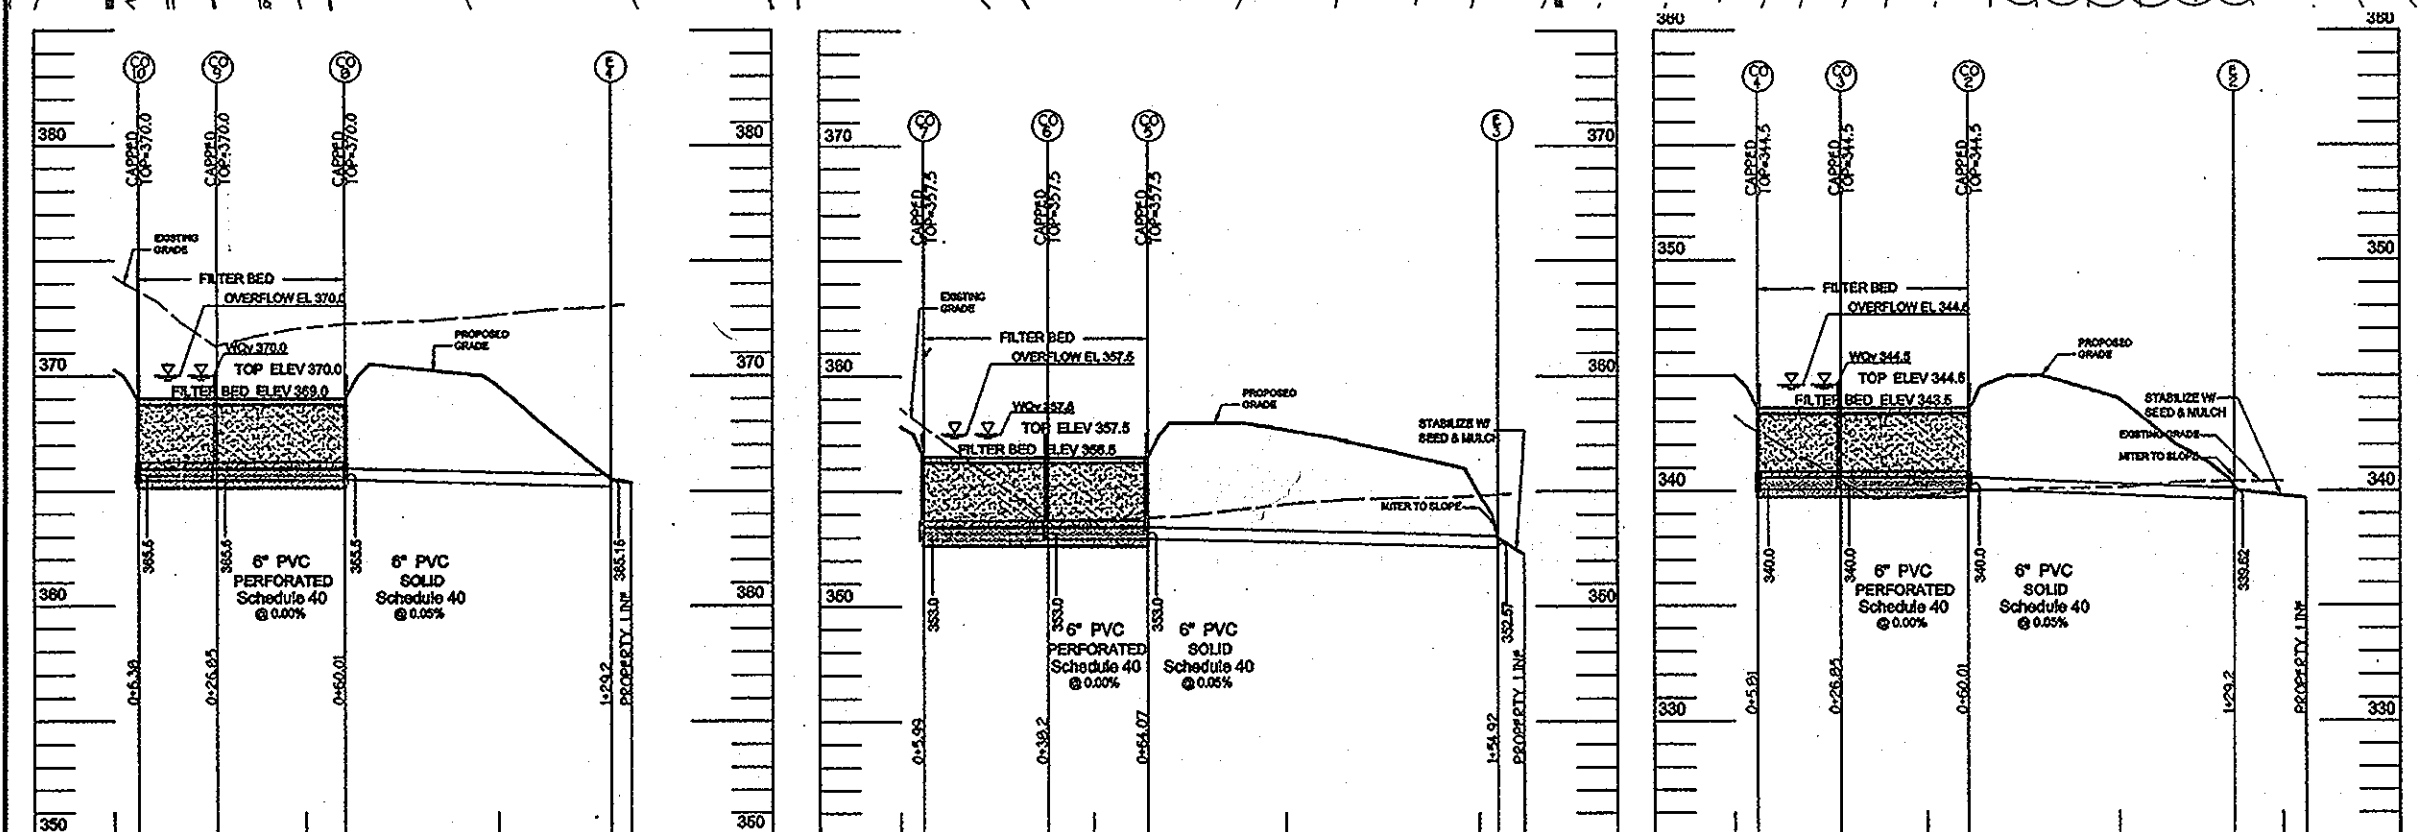 CO 10
CO 9
CO 8
E 4
CAPPED
TOP=370.0
CAPPED
TOP=370.0
CAPPED
TOP=370.0
380
380
EXISTING
GRADE
FILTER BED
OVERFLOW EL 370.0
PROPOSED
GRADE
WQv 370.0
370
370
TOP ELEV 370.0
FILTER BED ELEV 369.0
365.5
365.5
365.5
365.15
6" PVC
PERFORATED
Schedule 40
@ 0.00%
6" PVC
SOLID
Schedule 40
@ 0.05%
360
360
0+6.38
0+26.85
0+60.01
1+29.2
PROPERTY LINE
350
350
CO 7
CO 6
CO 5
E 3
370
370
CAPPED
TOP=357.5
CAPPED
TOP=357.5
CAPPED
TOP=357.5
EXISTING
GRADE
FILTER BED
OVERFLOW EL 357.5
360
360
PROPOSED
GRADE
WQv 357.5
TOP ELEV 357.5
FILTER BED ELEV 356.5
STABILIZE W/
SEED & MULCH
MITER TO SLOPE
353.0
353.0
353.0
352.57
350
350
6" PVC
PERFORATED
Schedule 40
@ 0.00%
6" PVC
SOLID
Schedule 40
@ 0.05%
0+5.99
0+38.2
0+64.07
1+54.92
PROPERTY LINE
360
360
CO 4
CO 3
CO 2
E 2
CAPPED
TOP=344.5
CAPPED
TOP=344.5
CAPPED
TOP=344.5
350
350
FILTER BED
OVERFLOW EL 344.5
PROPOSED
GRADE
WQv 344.5
TOP ELEV 344.5
FILTER BED ELEV 343.5
STABILIZE W/
SEED & MULCH
EXISTING GRADE
MITER TO SLOPE
340
340
340.0
340.0
340.0
339.62
6" PVC
PERFORATED
Schedule 40
@ 0.00%
6" PVC
SOLID
Schedule 40
@ 0.05%
0+5.81
0+26.85
0+60.01
1+29.2
PROPERTY LINE
330
330